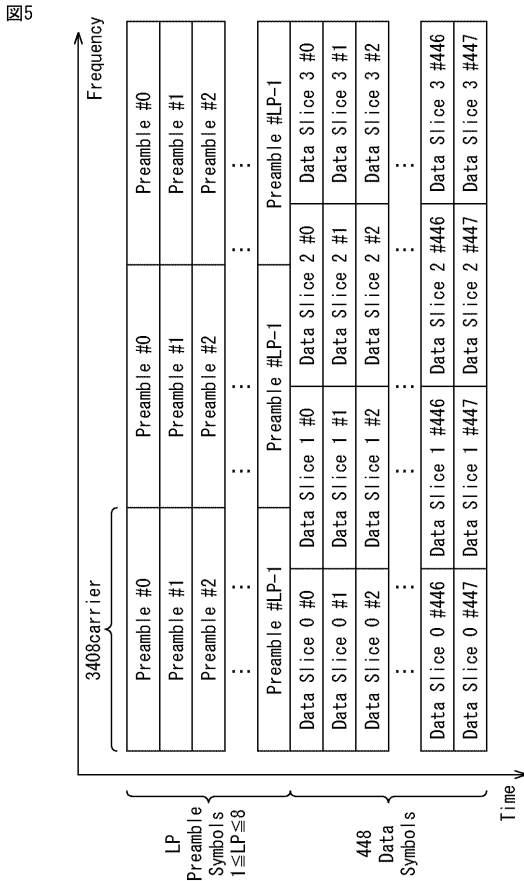 図5
Frequency
3408carrier
Preamble #0 Preamble #0 Preamble #0
Preamble #1 Preamble #1 Preamble #1
Preamble #2 Preamble #2 Preamble #2
… … … … … …
Preamble #LP-1 Preamble #LP-1 Preamble #LP-1
LP
Preamble
Symbols
1≦LP≦8
Data Slice 0 #0 Data Slice 1 #0 Data Slice 2 #0 Data Slice 3 #0
Data Slice 0 #1 Data Slice 1 #1 Data Slice 2 #1 Data Slice 3 #1
Data Slice 0 #2 Data Slice 1 #2 Data Slice 2 #2 Data Slice 3 #2
… … … … … …
Data Slice 0 #446 Data Slice 1 #446 Data Slice 2 #446 Data Slice 3 #446
Data Slice 0 #447 Data Slice 1 #447 Data Slice 2 #447 Data Slice 3 #447
448
Data
Symbols
Time